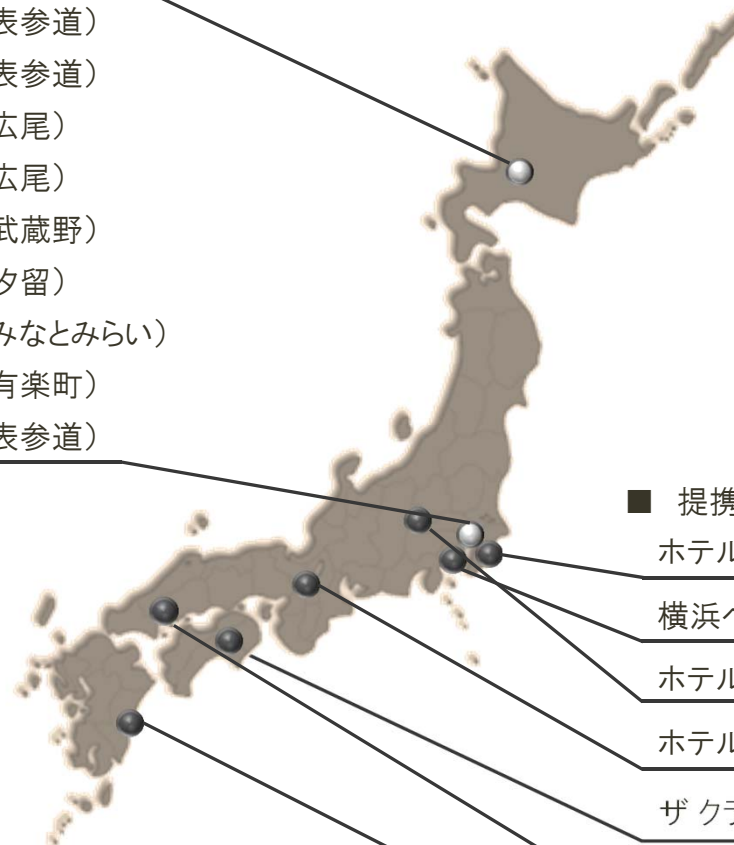 表参道）
表参道）
広尾）
広尾）
武蔵野）
汐留）
みなとみらい）
有楽町）
表参道）
■ 提携
ホテル
横浜ベ
ホテル
ホテル
ザ クラ